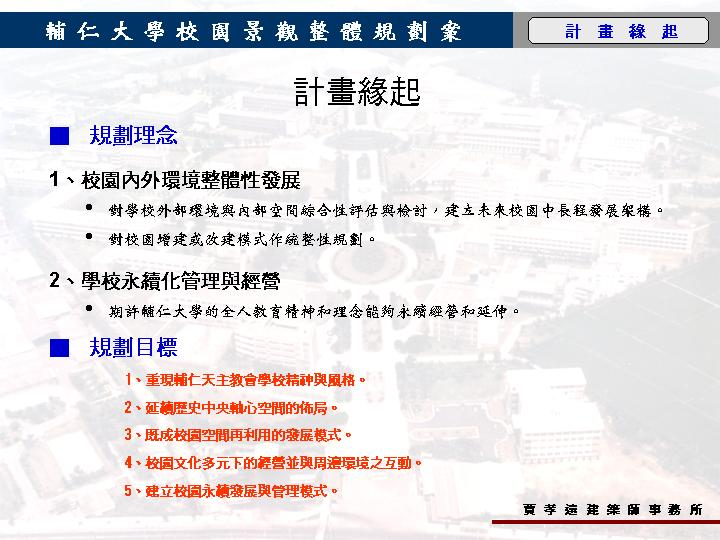 輔仁大學校園景觀整體規劃案
計畫緣起
計畫緣起
■ 規劃理念
1、校園內外環境整體性發展
• 對學校外部環境與內部空間綜合性評估與檢討，建立未來校園中長程發展架構。
• 對校園增建或改建模式作統整性規劃。
2、學校永續化管理與經營
• 期許輔仁大學的全人教育精神和理念能夠永續經營和延伸。
■ 規劃目標
1、重現輔仁天主教會學校精神與風格。
2、延續歷史中央軸心空間的佈局。
3、既成校園空間再利用的發展模式。
4、校園文化多元下的經營並與周邊環境之互動。
5、建立校園永續發展與管理模式。
賈孝遠建築師事務所